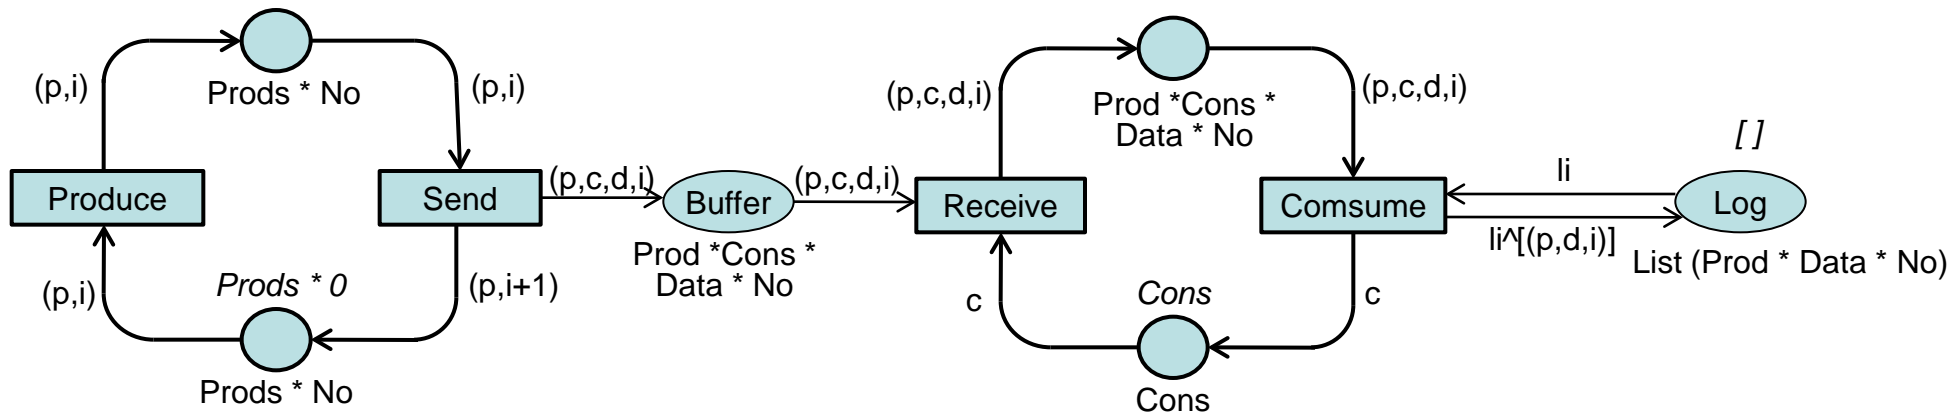 (p,i)
Prods * No
(p,i)
Produce
Send
(p,i)
Prods * 0
(p,i+1)
Prods * No
(p,c,d,i)
Buffer
Prod *Cons *
Data * No
(p,c,d,i)
(p,c,d,i)
Prod *Cons *
Data * No
(p,c,d,i)
Receive
Comsume
c
Cons
c
Cons
li
li^[(p,d,i)]
[ ]
Log
List (Prod * Data * No)